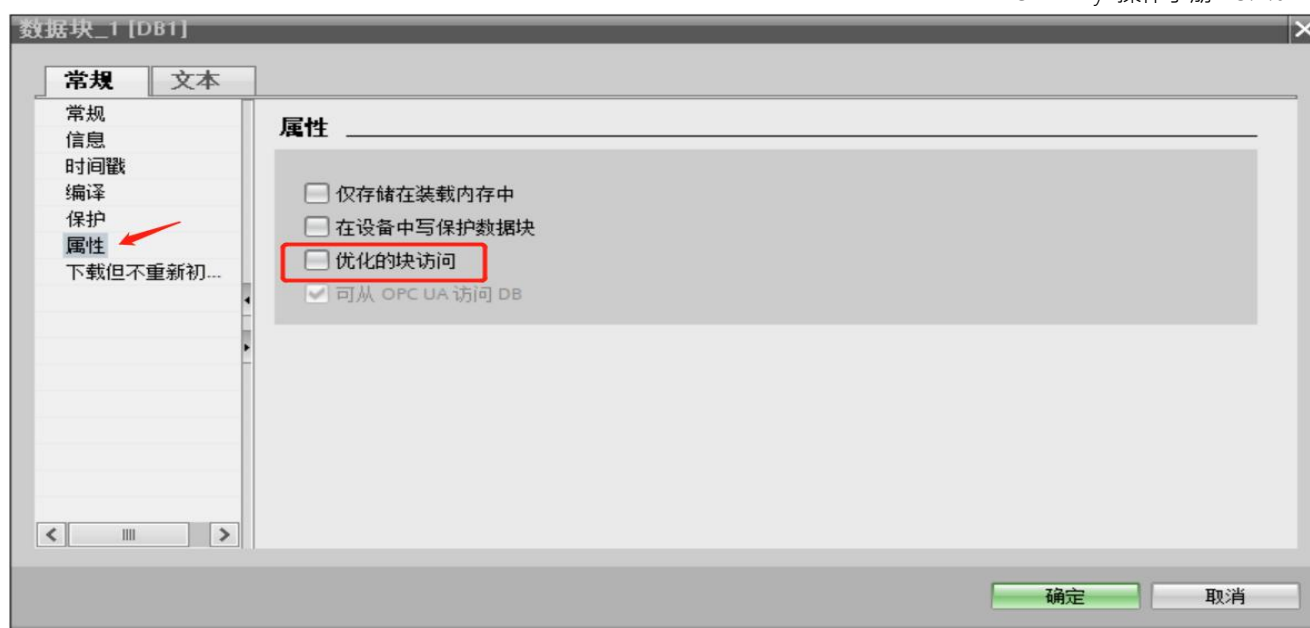 数据块_1 [DB1]
常规
文本
常规
信息
时间戳
编译
保护
属性
下载但不重新初...
属性
仅存储在装载内存中
在设备中写保护数据块
优化的块访问
可从 OPC UA 访问 DB
确定
取消